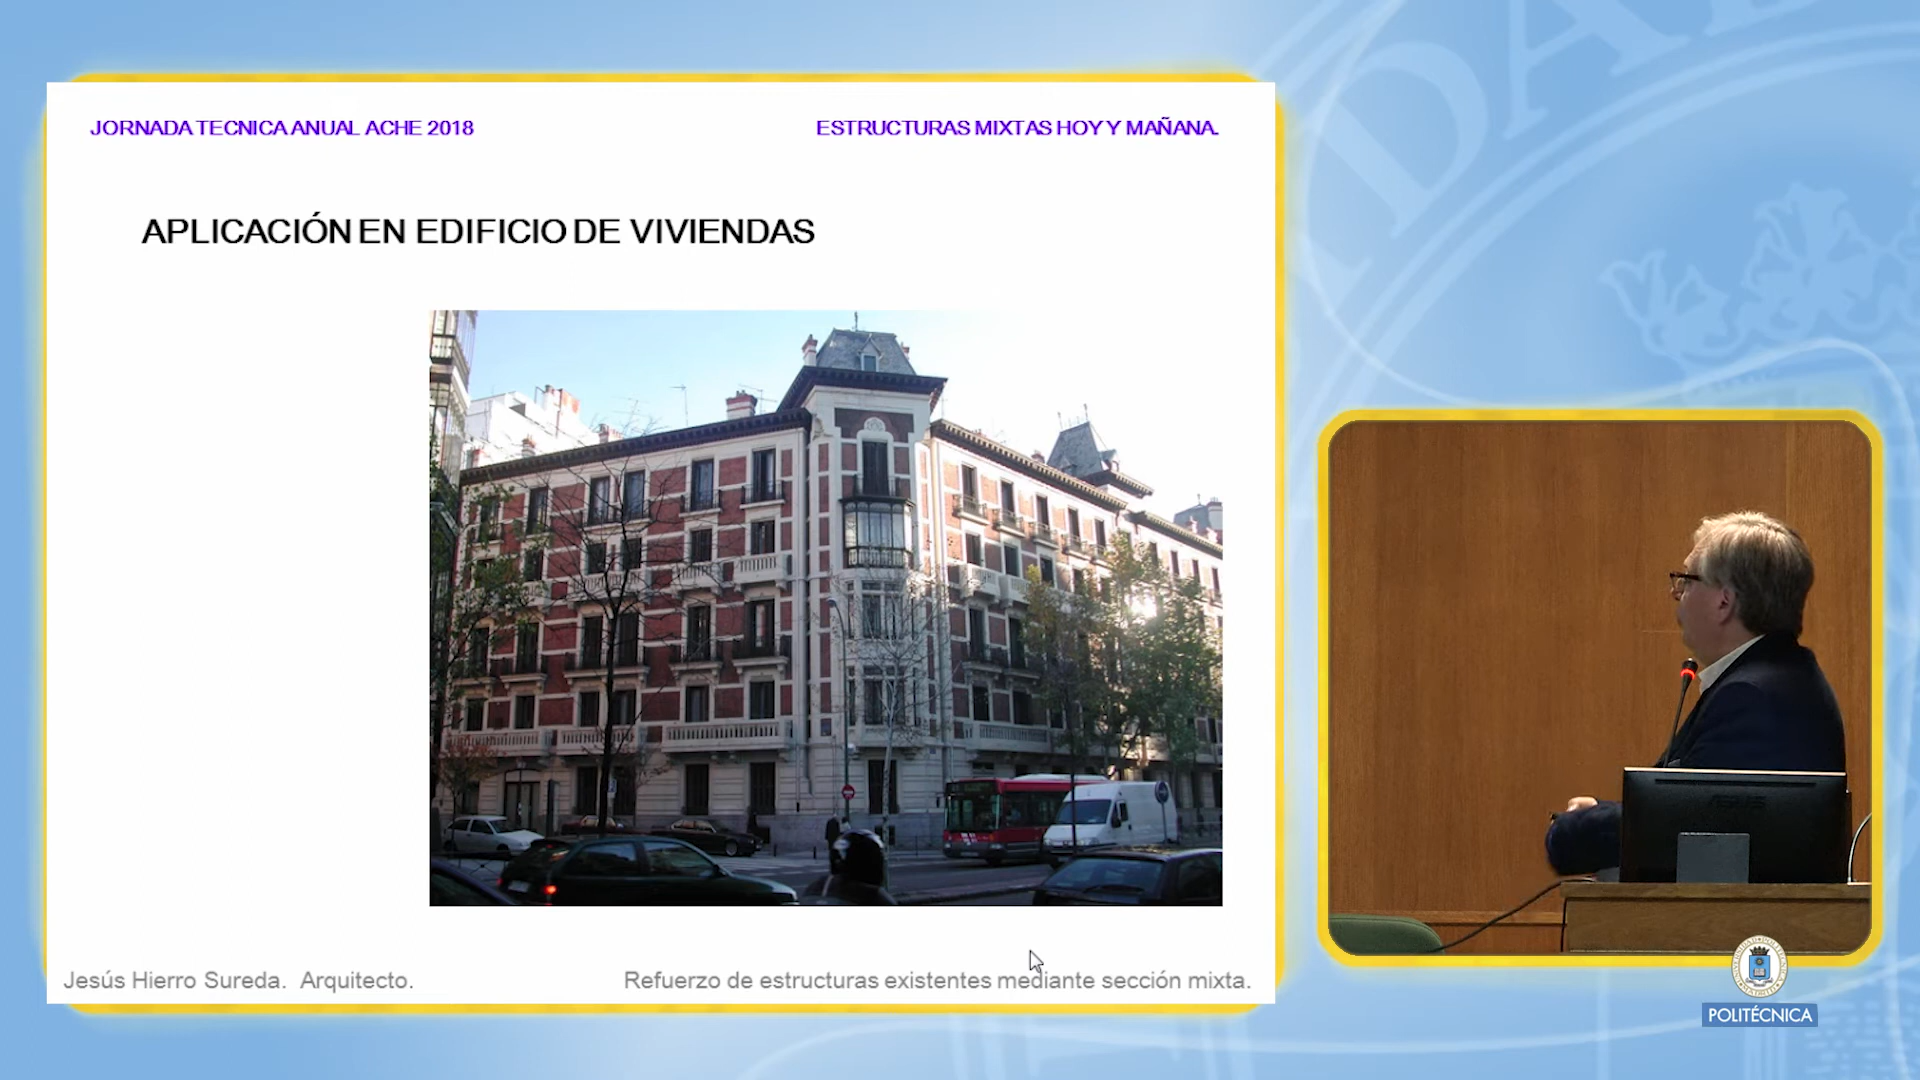 JORNADA TECNICA ANUAL ACHE 2018
ESTRUCTURAS MIXTAS HOY Y MAÑANA.
APLICACIÓN EN EDIFICIO DE VIVIENDAS
Jesús Hierro Sureda. Arquitecto.
Refuerzo de estructuras existentes mediante sección mixta.
POLITÉCNICA